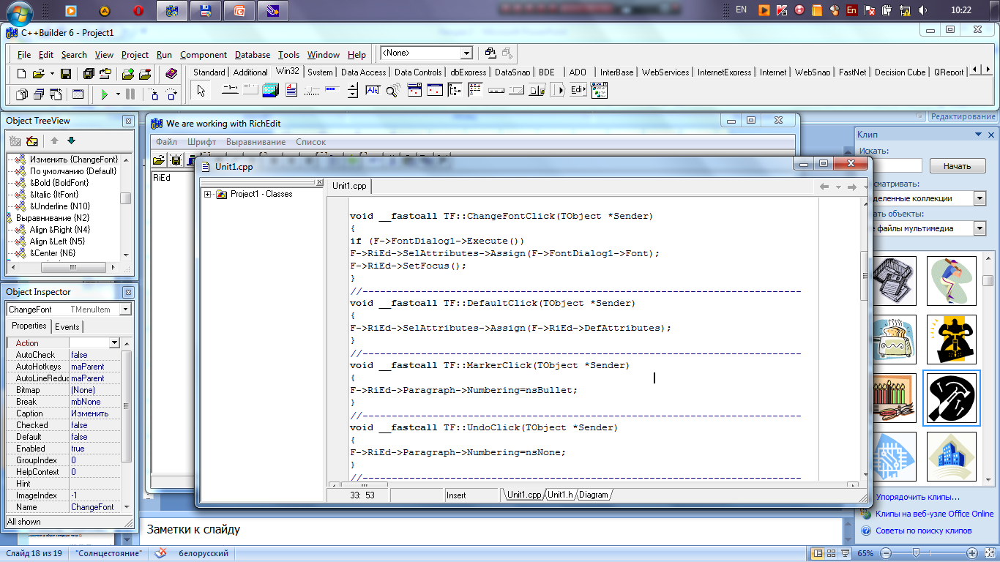 EN
En
10:22
C++Builder 6 - Project1
File Edit Search View Project Run Component Database Tools Window Help
<None>
Standard Additional Win32 System Data Access Data Controls dbExpress DataSnap BDE ADO InterBase WebServices InternetExpress Internet WebSnap FastNet Decision Cube QReport
Object TreeView
Изменить {ChangeFont}
По умолчанию {Default}
&Bold {BoldFont}
&Italic {ItFont}
&Underline {N10}
Выравнивание {N2}
Align &Right {N4}
Align &Left {N5}
&Center {N6}
Object Inspector
ChangeFont TMenuItem
Properties Events
Action
AutoCheck false
AutoHotkeys maParent
AutoLineReduc maParent
Bitmap (None)
Break mbNone
Caption Изменить
Checked false
Default false
Enabled true
GroupIndex 0
HelpContext 0
Hint
ImageIndex -1
Name ChangeFont
All shown
We are working with RichEdit
Файл Шрифт Выравнивание Список
RiEd
Unit1.cpp
Project1 - Classes
Unit1.cpp
void __fastcall TF::ChangeFontClick(TObject *Sender)
{
if (F->FontDialog1->Execute())
F->RiEd->SelAttributes->Assign(F->FontDialog1->Font);
F->RiEd->SetFocus();
}
//---------------------------------------------------------------------------
void __fastcall TF::DefaultClick(TObject *Sender)
{
F->RiEd->SelAttributes->Assign(F->RiEd->DefAttributes);
}
//---------------------------------------------------------------------------
void __fastcall TF::MarkerClick(TObject *Sender)
{
F->RiEd->Paragraph->Numbering=nsBullet;
}
//---------------------------------------------------------------------------
void __fastcall TF::UndoClick(TObject *Sender)
{
F->RiEd->Paragraph->Numbering=nsNone;
}
//---------------------------------------------------------------------------
33: 53 Insert Unit1.cpp Unit1.h Diagram
Редактирование
Клип
Искать:
Начать
сматривать:
деленные коллекции
ать объекты:
е файлы мультимедиа
Упорядочить клипы...
Клипы на веб-узле Office Online
Советы по поиску клипов
Заметки к слайду
Слайд 18 из 19 "Солнцестояние" белорусский 65%